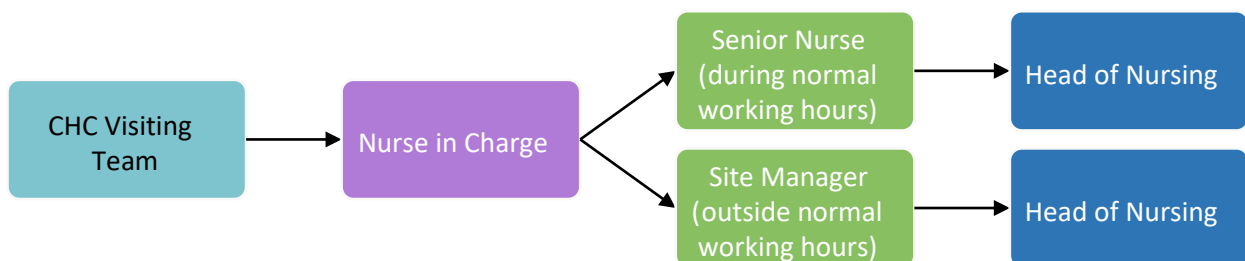 CHC Visiting
Team
Nurse in Charge
Senior Nurse
(during normal
working hours)
Head of Nursing
Site Manager
(outside normal
working hours)
Head of Nursing